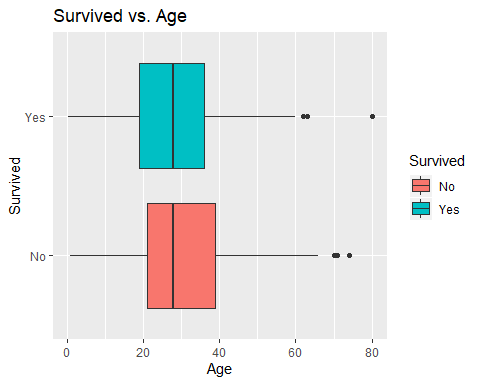 Survived vs. Age
Survived
Yes
No
0
20
40
60
80
Age
Survived
No
Yes